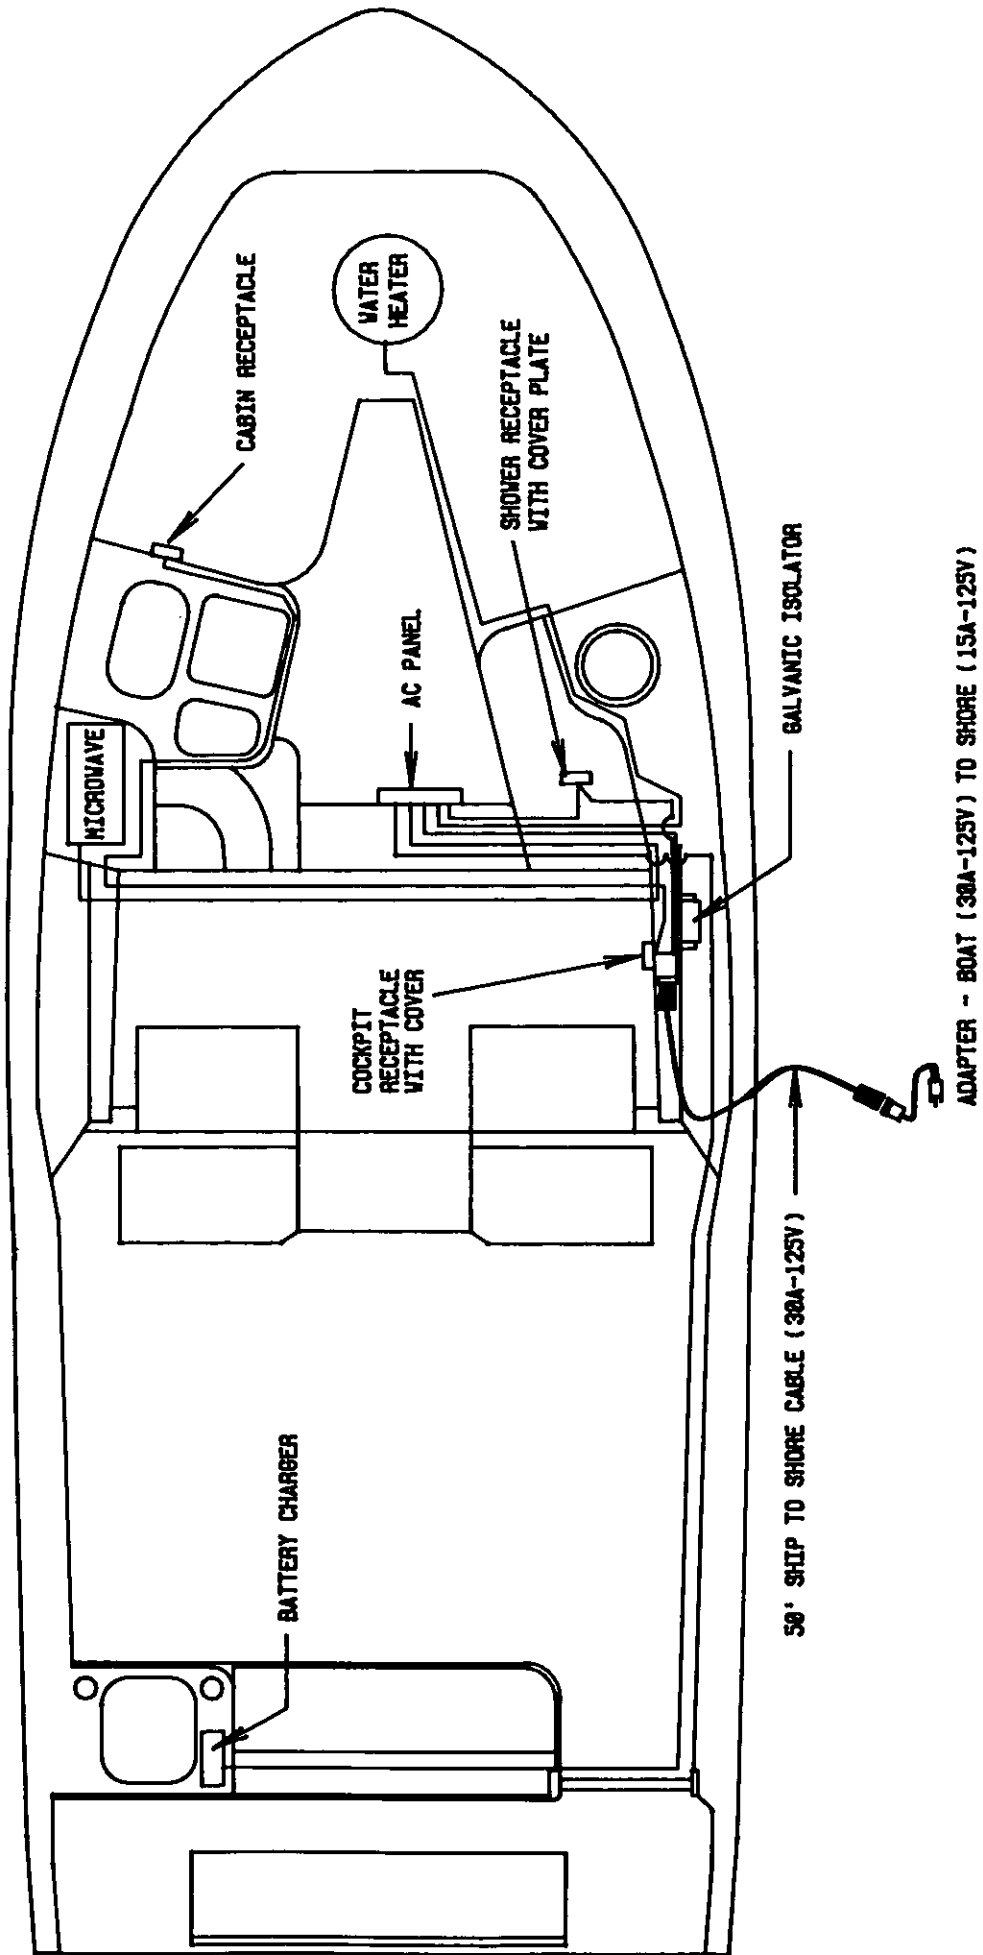 CABIN RECEPTACLE
WATER
HEATER
SHOWER RECEPTACLE
WITH COVER PLATE
MICROWAVE
AC PANEL
GALVANIC ISOLATOR
COCKPIT
RECEPTACLE
WITH COVER
ADAPTER - BOAT (30A-125V) TO SHORE (15A-125V)
50' SHIP TO SHORE CABLE (30A-125V)
BATTERY CHARGER